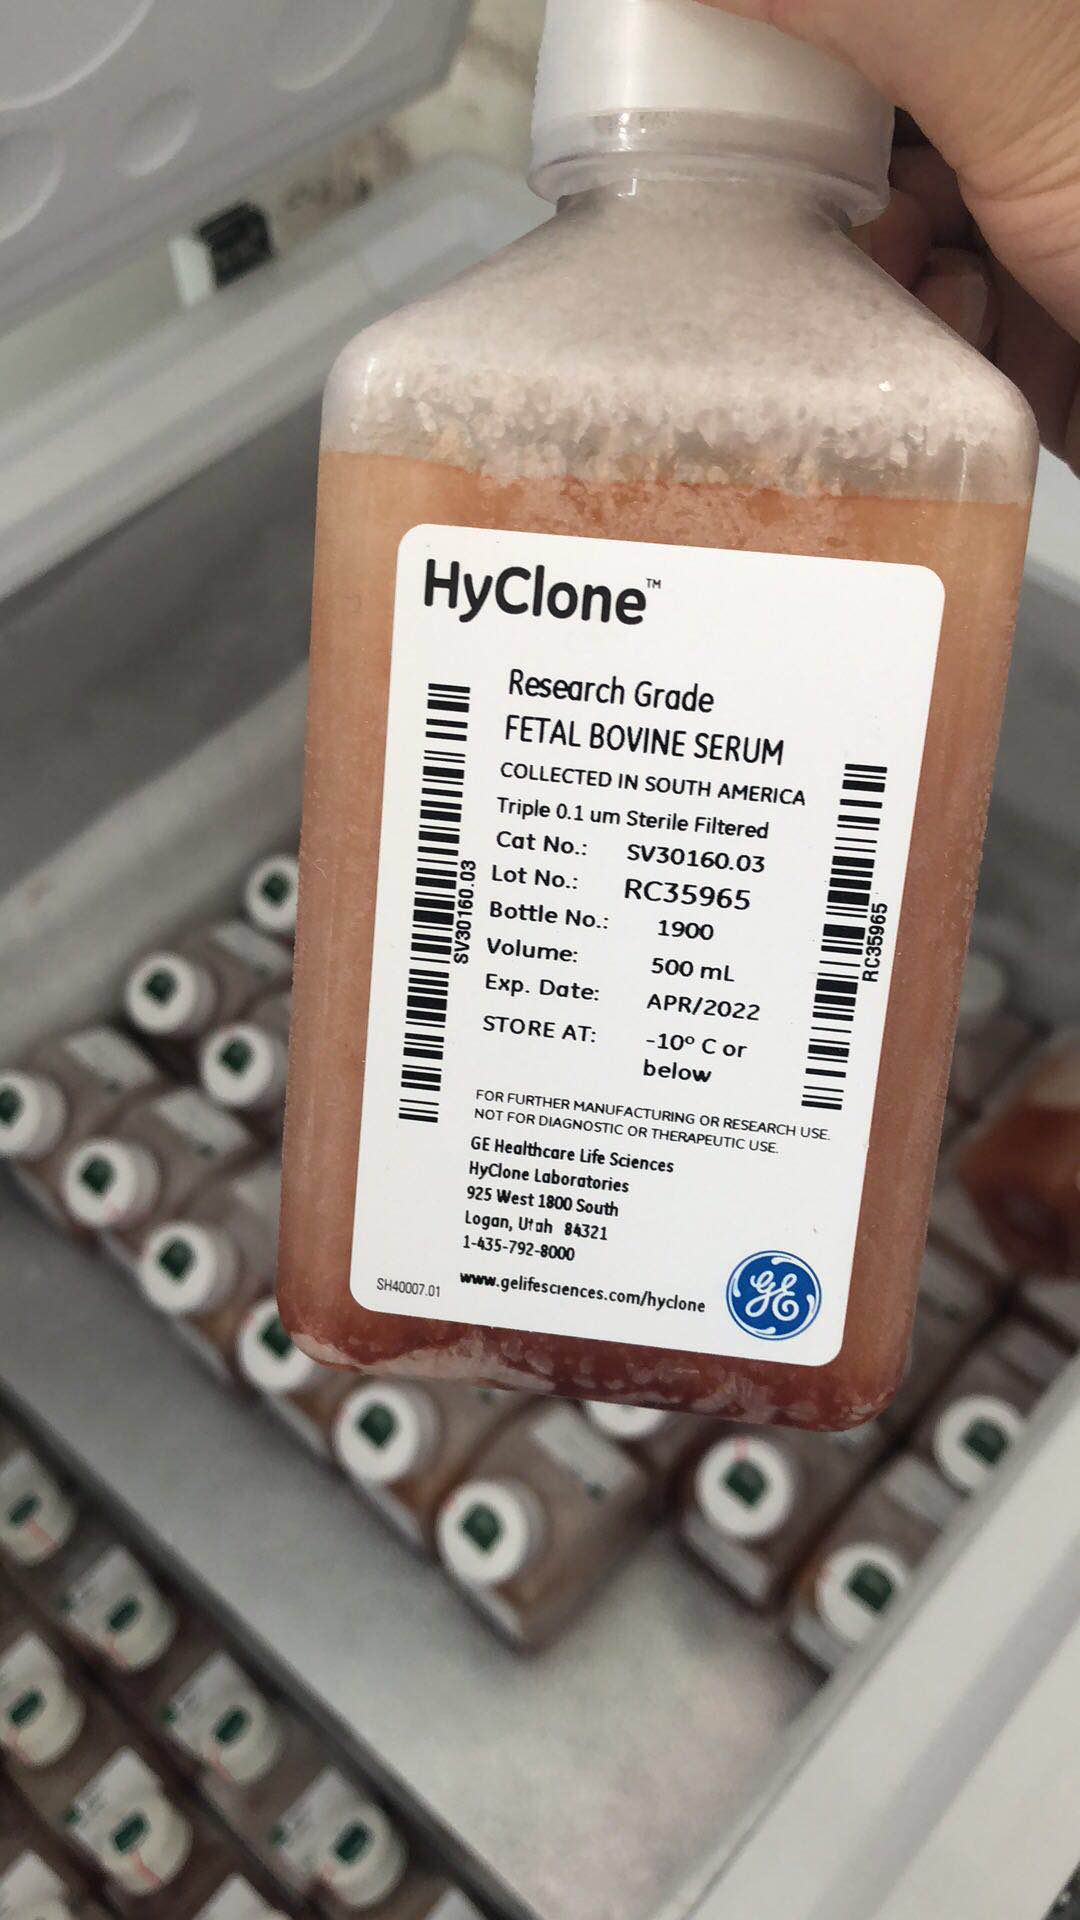 HyClone™
Research Grade
FETAL BOVINE SERUM
COLLECTED IN SOUTH AMERICA
Triple 0.1 um Sterile Filtered
Cat No.: SV30160.03
Lot No.: RC35965
Bottle No.: 1900
Volume: 500 mL
Exp. Date: APR/2022
STORE AT: -10º C or
below
SV30160.03
RC35965
FOR FURTHER MANUFACTURING OR RESEARCH USE.
NOT FOR DIAGNOSTIC OR THERAPEUTIC USE.
GE Healthcare Life Sciences
HyClone Laboratories
925 West 1800 South
Logan, Utah 84321
1-435-792-8000
SH40007.01
www.gelifesciences.com/hyclone
GE